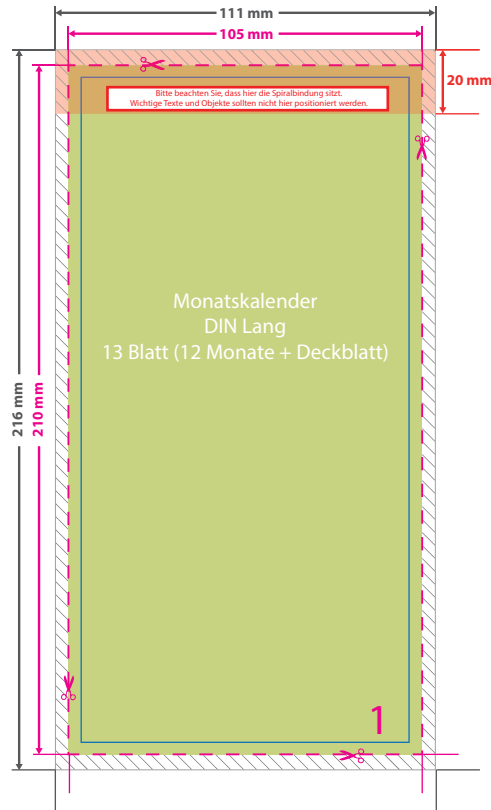 111 mm
105 mm
20 mm
Bitte beachten Sie, dass hier die Spiralbindung sitzt.
Wichtige Texte und Objekte sollten nicht hier positioniert werden.
Monatskalender
DIN Lang
13 Blatt (12 Monate + Deckblatt)
216 mm
210 mm
1